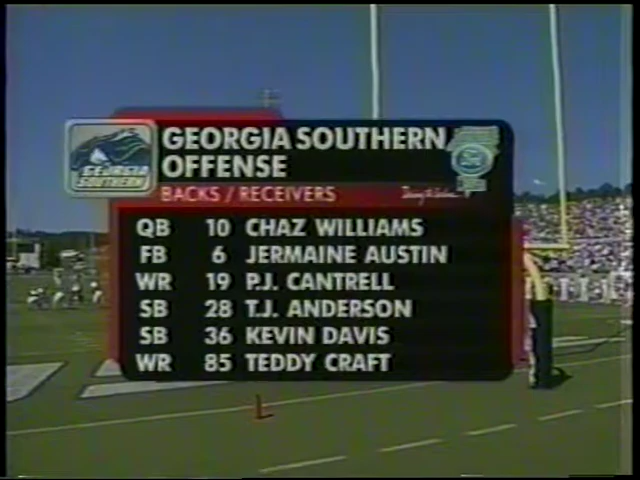 GEORGIA SOUTHERN
OFFENSE
GEORGIA
SOUTHERN
BACKS / RECEIVERS
QB 10 CHAZ WILLIAMS
FB 6 JERMAINE AUSTIN
WR 19 P.J. CANTRELL
SB 28 T.J. ANDERSON
SB 36 KEVIN DAVIS
WR 85 TEDDY CRAFT